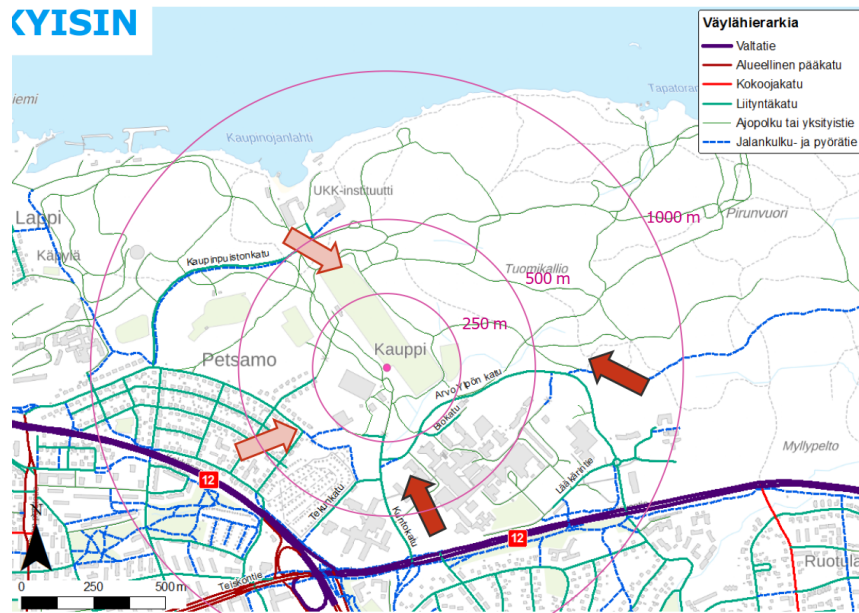 KYISIN
Väylähierarkia
Valtatie
Alueellinen pääkatu
Kokoojakatu
Liityntäkatu
Ajopolku tai yksityistie
Jalankulku- ja pyörätie
iemi
Kaupinojanlahti
UKK-instituutti
Lappi
Käpylä
Kaupinpuistonkatu
1000 m
Pirunvuori
Tuomikallio
500 m
250 m
Petsamo
Kauppi
Arvo Ylpön katu
Biokatu
Myllypelto
12
Lääkärintie
Teiskontie
Kuntokatu
12
N
Ruotula
0 250 500 m